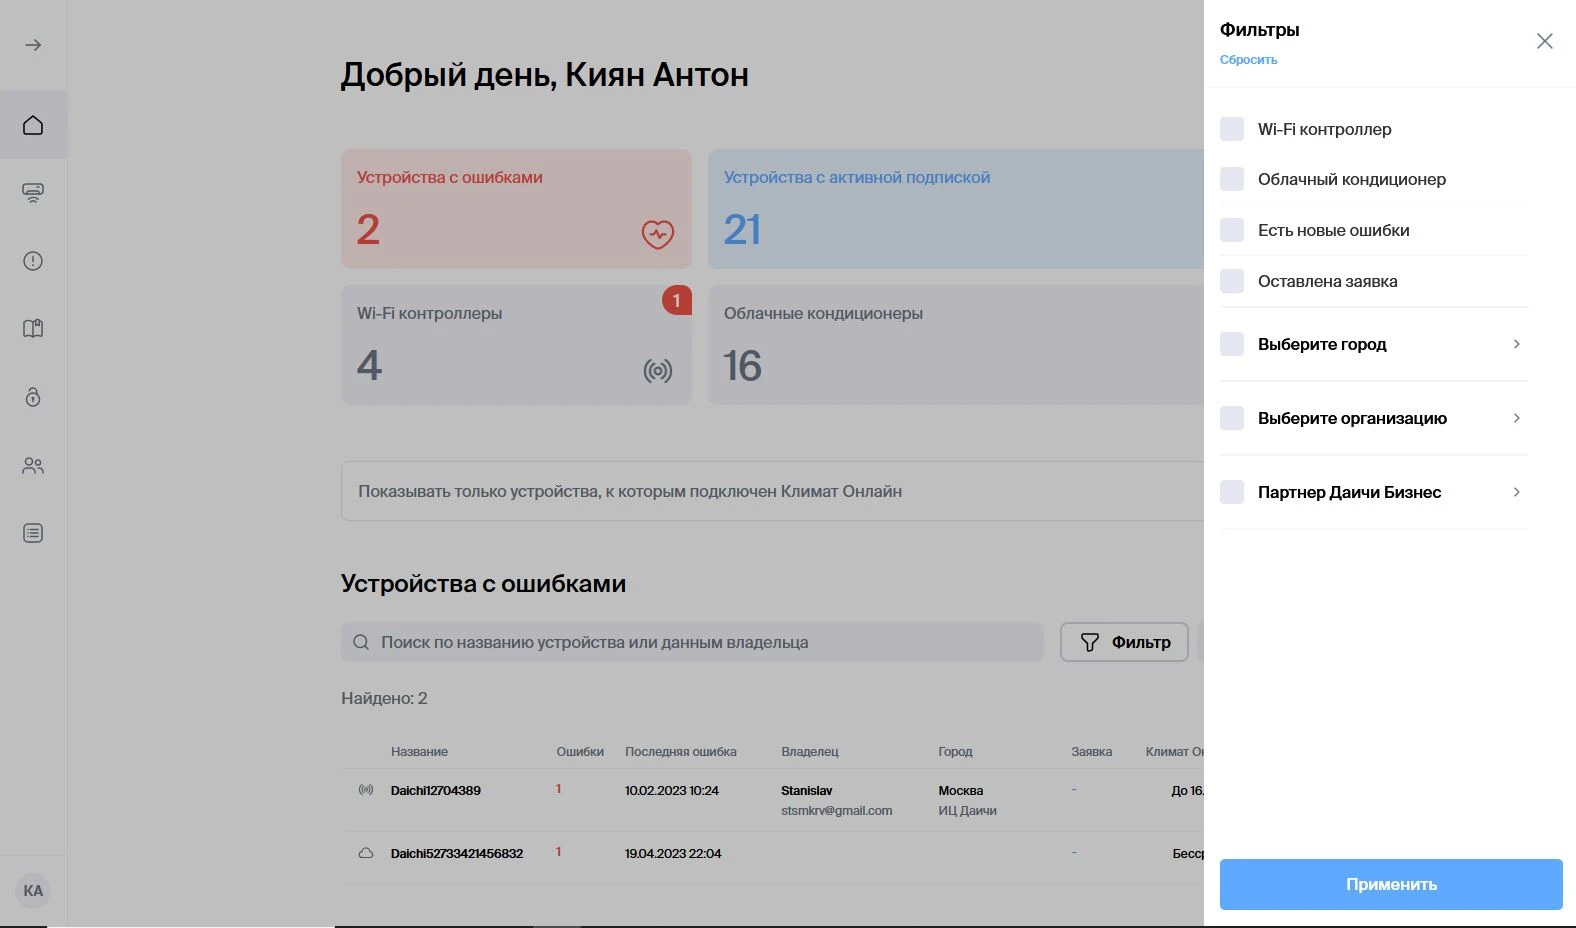 Добрый день, Киян Антон
Устройства с ошибками
2
Устройства с активной подпиской
21
Wi-Fi контроллеры
1
4
Облачные кондиционеры
16
Показывать только устройства, к которым подключен Климат Онлайн
Устройства с ошибками
Поиск по названию устройства или данным владельца
Фильтр
Найдено: 2
Название Ошибки Последняя ошибка Владелец Город Заявка Климат
Daichi12704389 1 10.02.2023 10:24 Stanislav Москва - До 16.
stsmkrv@gmail.com ИЦ Даичи
Daichi52733421456832 1 19.04.2023 22:04 -
КА
Фильтры
Сбросить
Wi-Fi контроллер
Облачный кондиционер
Есть новые ошибки
Оставлена заявка
Выберите город
Выберите организацию
Партнер Даичи Бизнес
Применить